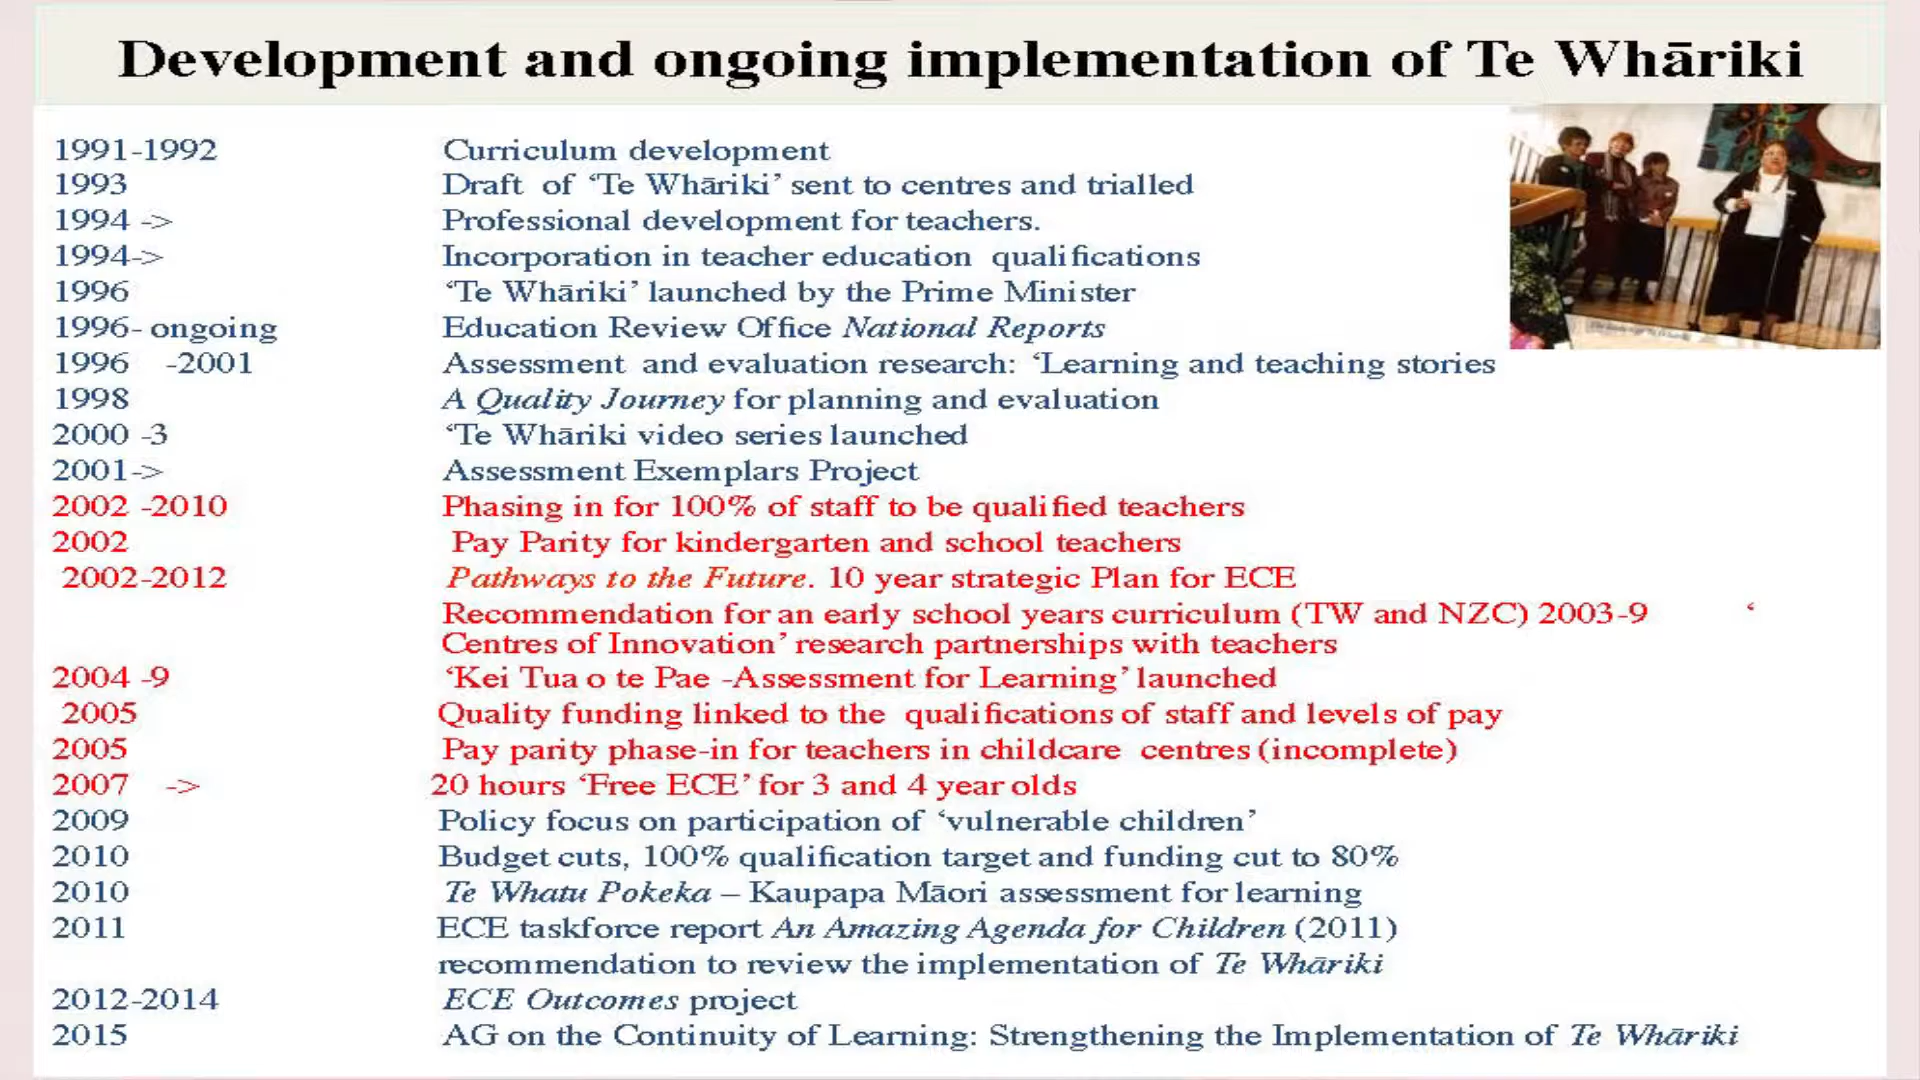 Development and ongoing implementation of Te Whāriki
1991-1992 Curriculum development
1993 Draft of ‘Te Whāriki’ sent to centres and trialled
1994 -> Professional development for teachers.
1994-> Incorporation in teacher education qualifications
1996 ‘Te Whāriki’ launched by the Prime Minister
1996- ongoing Education Review Office National Reports
1996 -2001 Assessment and evaluation research: ‘Learning and teaching stories
1998 A Quality Journey for planning and evaluation
2000 -3 ‘Te Whāriki video series launched
2001-> Assessment Exemplars Project
2002 -2010 Phasing in for 100% of staff to be qualified teachers
2002 Pay Parity for kindergarten and school teachers
2002-2012 Pathways to the Future. 10 year strategic Plan for ECE
Recommendation for an early school years curriculum (TW and NZC) 2003-9 ‘
Centres of Innovation’ research partnerships with teachers
2004 -9 ‘Kei Tua o te Pae -Assessment for Learning’ launched
2005 Quality funding linked to the qualifications of staff and levels of pay
2005 Pay parity phase-in for teachers in childcare centres (incomplete)
2007 -> 20 hours ‘Free ECE’ for 3 and 4 year olds
2009 Policy focus on participation of ‘vulnerable children’
2010 Budget cuts, 100% qualification target and funding cut to 80%
2010 Te Whatu Pokeka – Kaupapa Māori assessment for learning
2011 ECE taskforce report An Amazing Agenda for Children (2011)
recommendation to review the implementation of Te Whāriki
2012-2014 ECE Outcomes project
2015 AG on the Continuity of Learning: Strengthening the Implementation of Te Whāriki